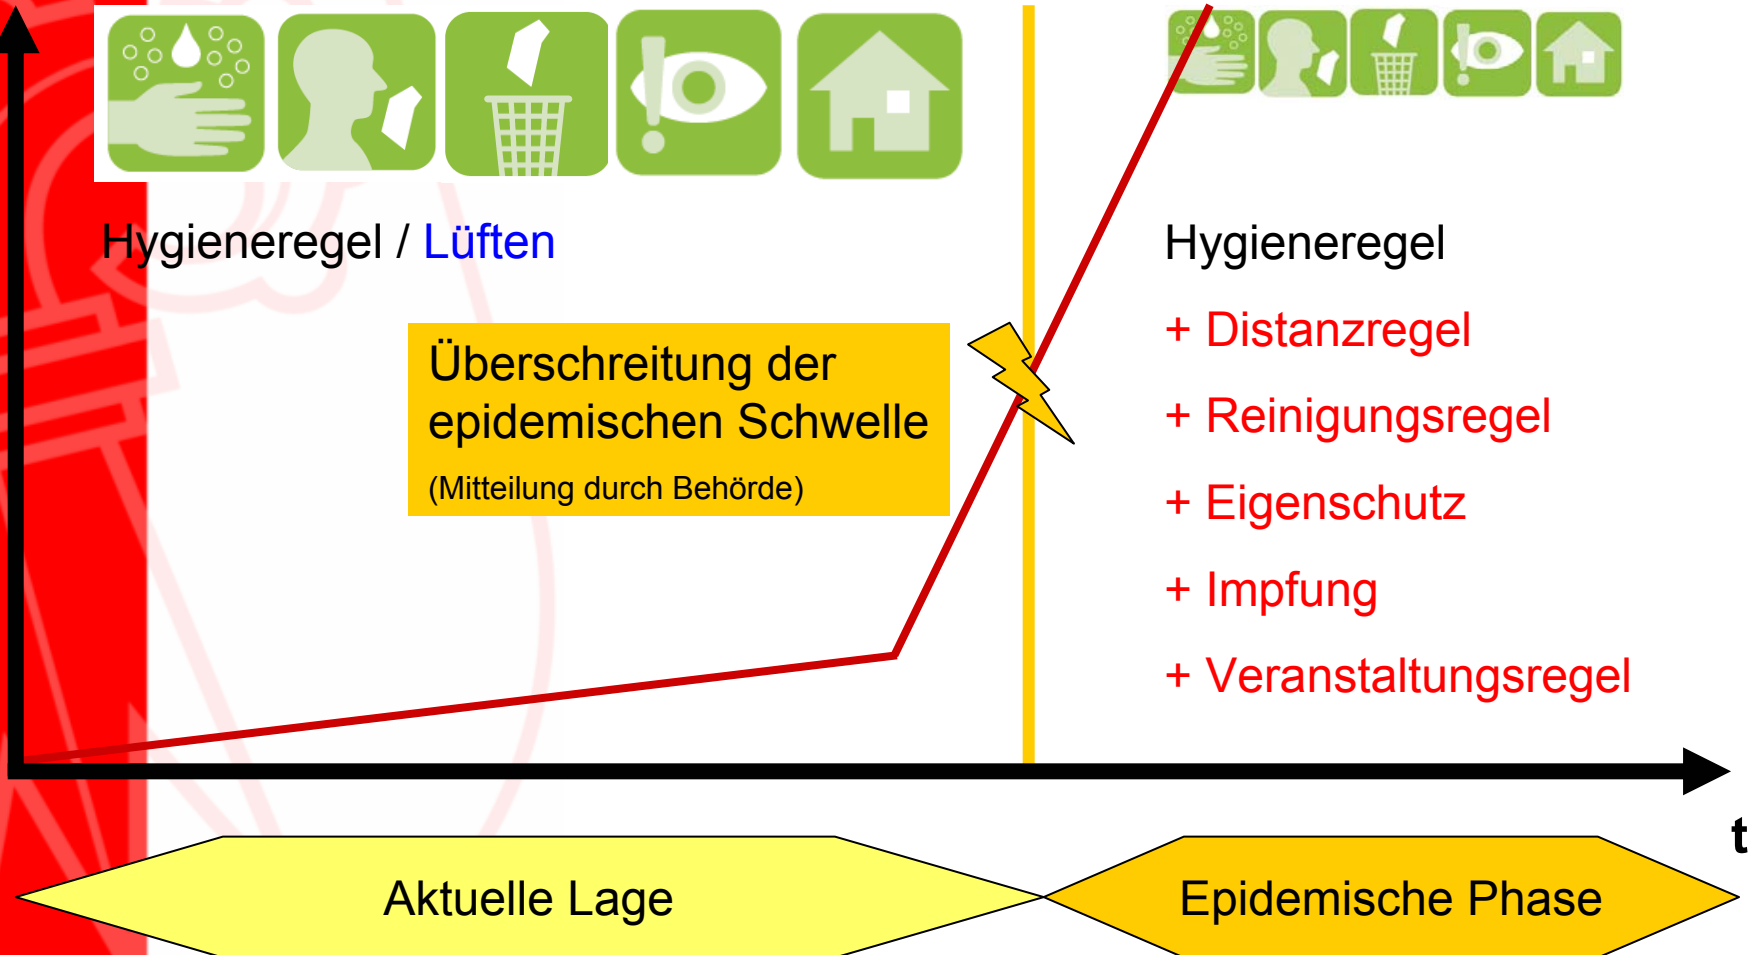 Hygieneregel / Lüften
Überschreitung der
epidemischen Schwelle
(Mitteilung durch Behörde)
Hygieneregel
+ Distanzregel
+ Reinigungsregel
+ Eigenschutz
+ Impfung
+ Veranstaltungsregel
t
Aktuelle Lage
Epidemische Phase